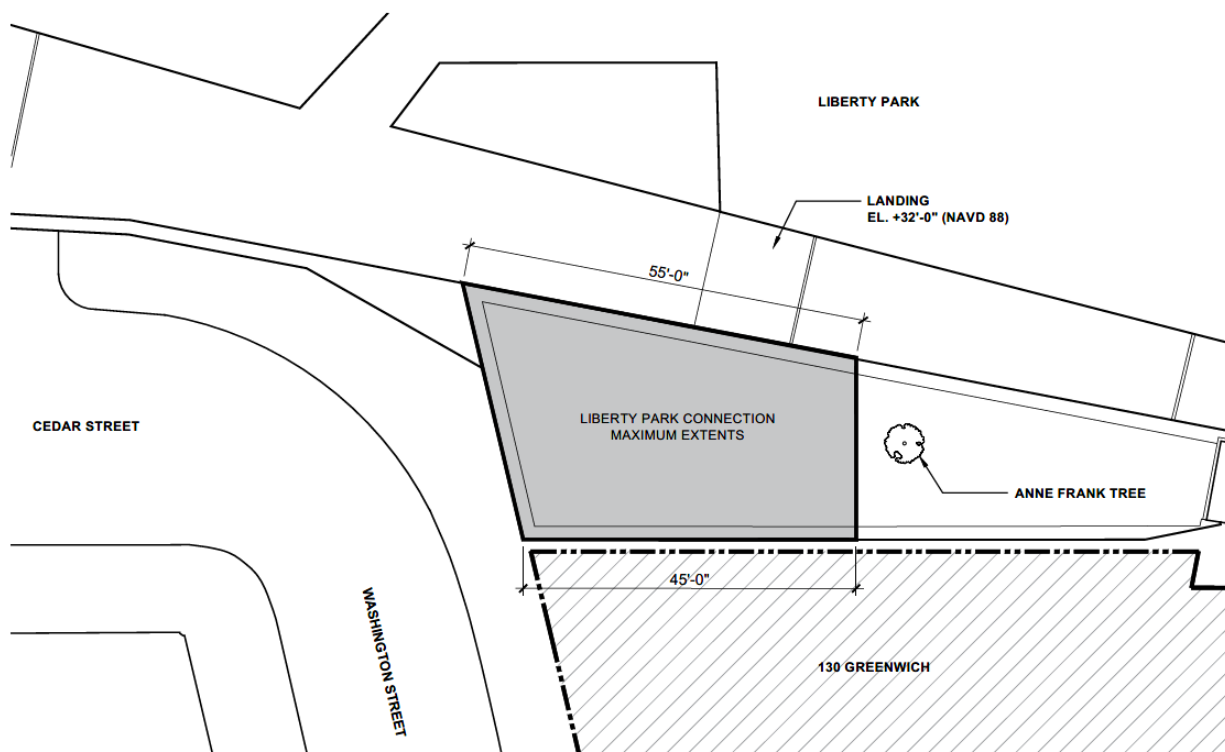 LIBERTY PARK
LANDING
EL. +32'-0" (NAVD 88)
55'-0"
LIBERTY PARK CONNECTION
MAXIMUM EXTENTS
CEDAR STREET
ANNE FRANK TREE
45'-0"
WASHINGTON STREET
130 GREENWICH